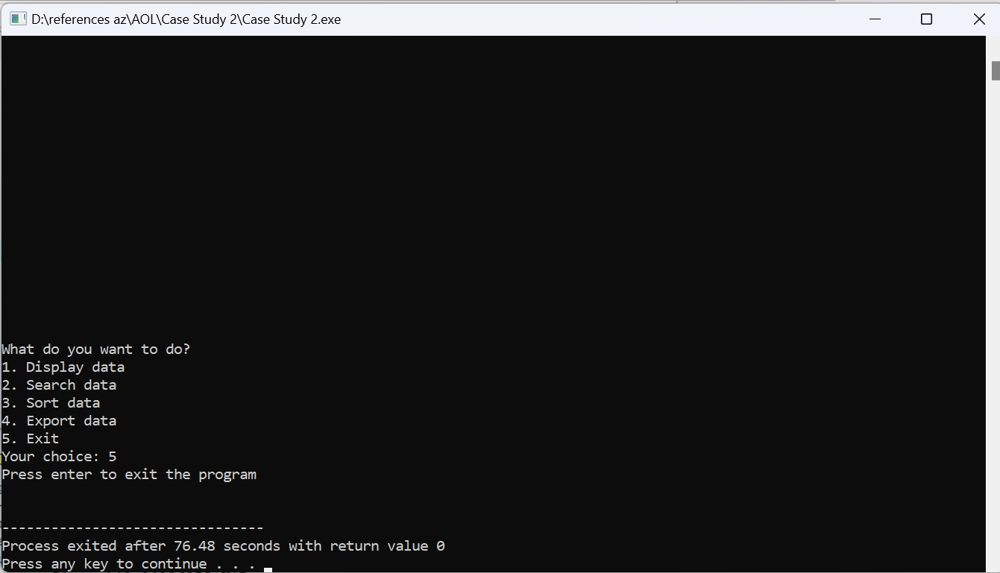 D:\references az\AOL\Case Study 2\Case Study 2.exe
What do you want to do?
1. Display data
2. Search data
3. Sort data
4. Export data
5. Exit
Your choice: 5
Press enter to exit the program
--------------------------------
Process exited after 76.48 seconds with return value 0
Press any key to continue . . .